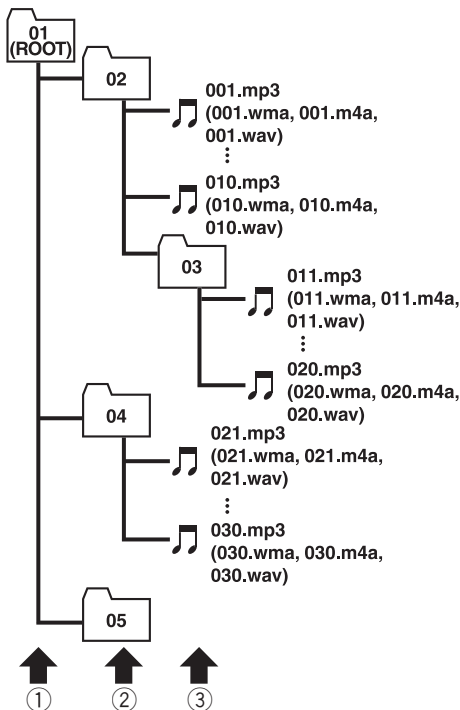 01
(ROOT)
02
001.mp3
(001.wma, 001.m4a,
001.wav)
010.mp3
(010.wma, 010.m4a,
010.wav)
03
011.mp3
(011.wma, 011.m4a,
011.wav)
020.mp3
(020.wma, 020.m4a,
020.wav)
04
021.mp3
(021.wma, 021.m4a,
021.wav)
030.mp3
(030.wma, 030.m4a,
030.wav)
05
① ② ③